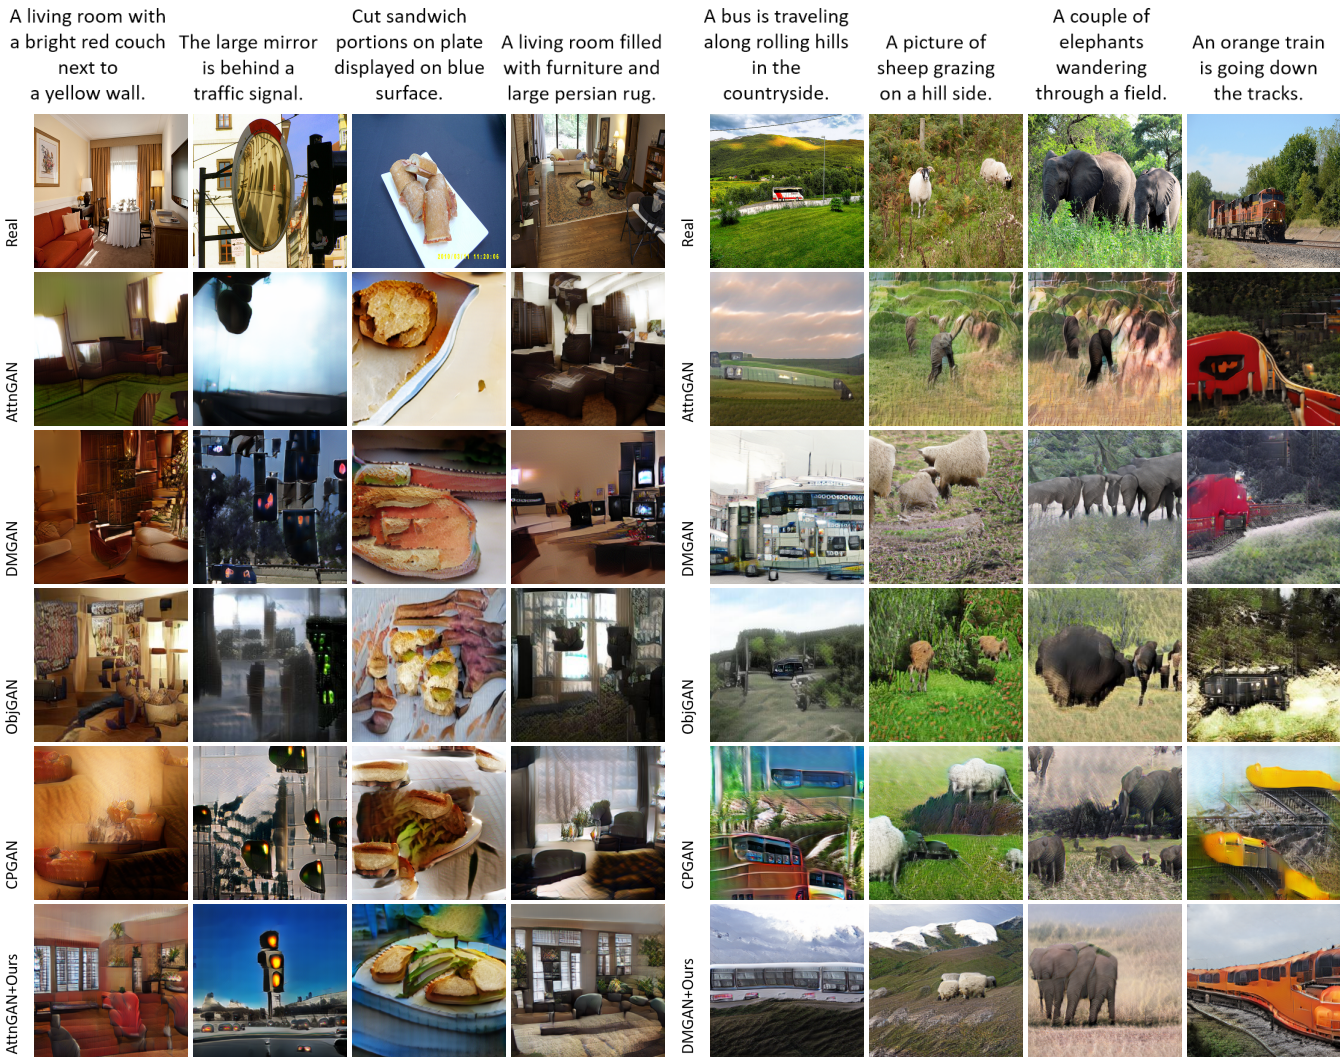 A living room with
a bright red couch
next to
a yellow wall.
The large mirror
is behind a
traffic signal.
Cut sandwich
portions on plate
displayed on blue
surface.
A living room filled
with furniture and
large persian rug.
A bus is traveling
along rolling hills
in the
countryside.
A picture of
sheep grazing
on a hill side.
A couple of
elephants
wandering
through a field.
An orange train
is going down
the tracks.
Real
Real
AttnGAN
AttnGAN
DMGAN
DMGAN
ObjGAN
ObjGAN
CPGAN
CPGAN
AttnGAN+Ours
DMGAN+Ours